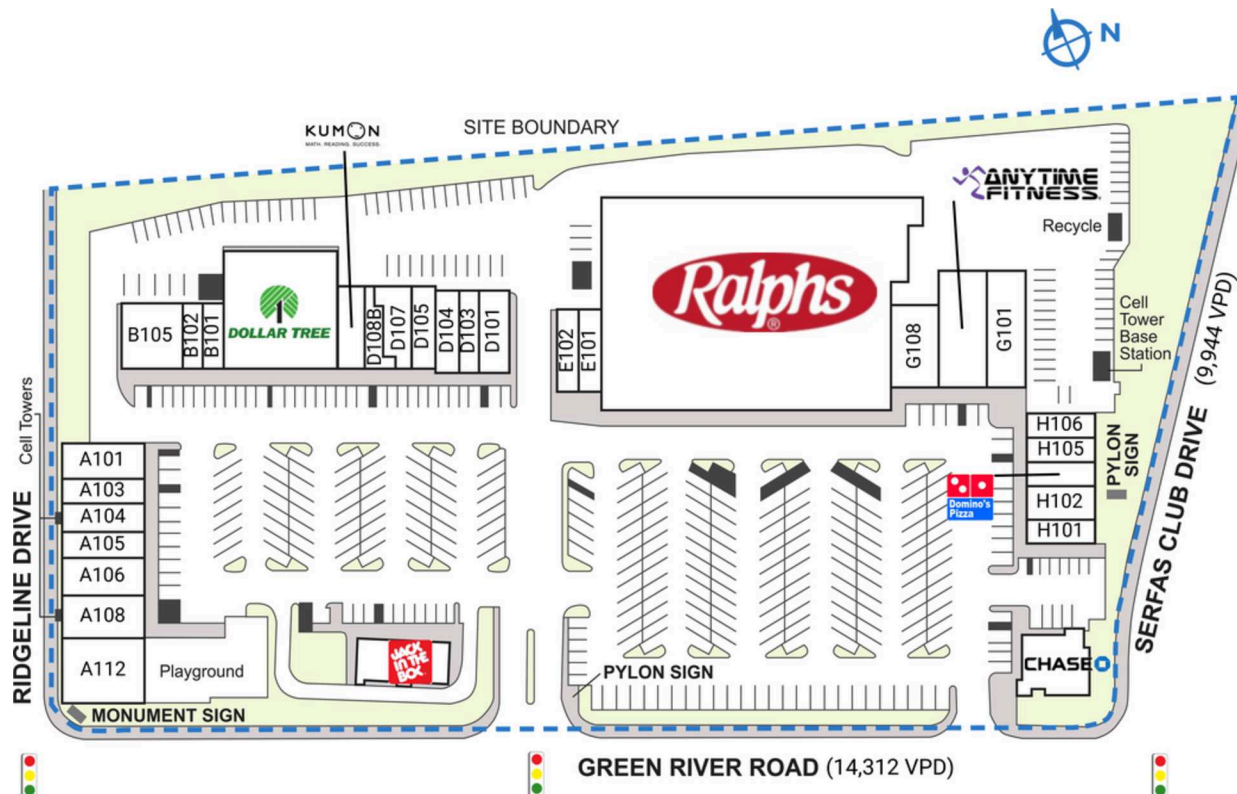 N
KUMON
MATH. READING. SUCCESS.
SITE BOUNDARY
ANYTIME
FITNESS
Recycle
Ralphs
DOLLAR TREE
B105
B102
B101
D108B
D107
D105
D104
D103
D101
E102
E101
G108
G101
Cell
Tower
Base
Station
(9,944 VPD)
SERFAS CLUB DRIVE
PYLON
SIGN
H106
H105
H102
H101
Domino's
Pizza
Cell Towers
RIDGELINE DRIVE
A101
A103
A104
A105
A106
A108
A112
Playground
JACK
IN THE
BOX
PYLON SIGN
CHASE
MONUMENT SIGN
GREEN RIVER ROAD (14,312 VPD)